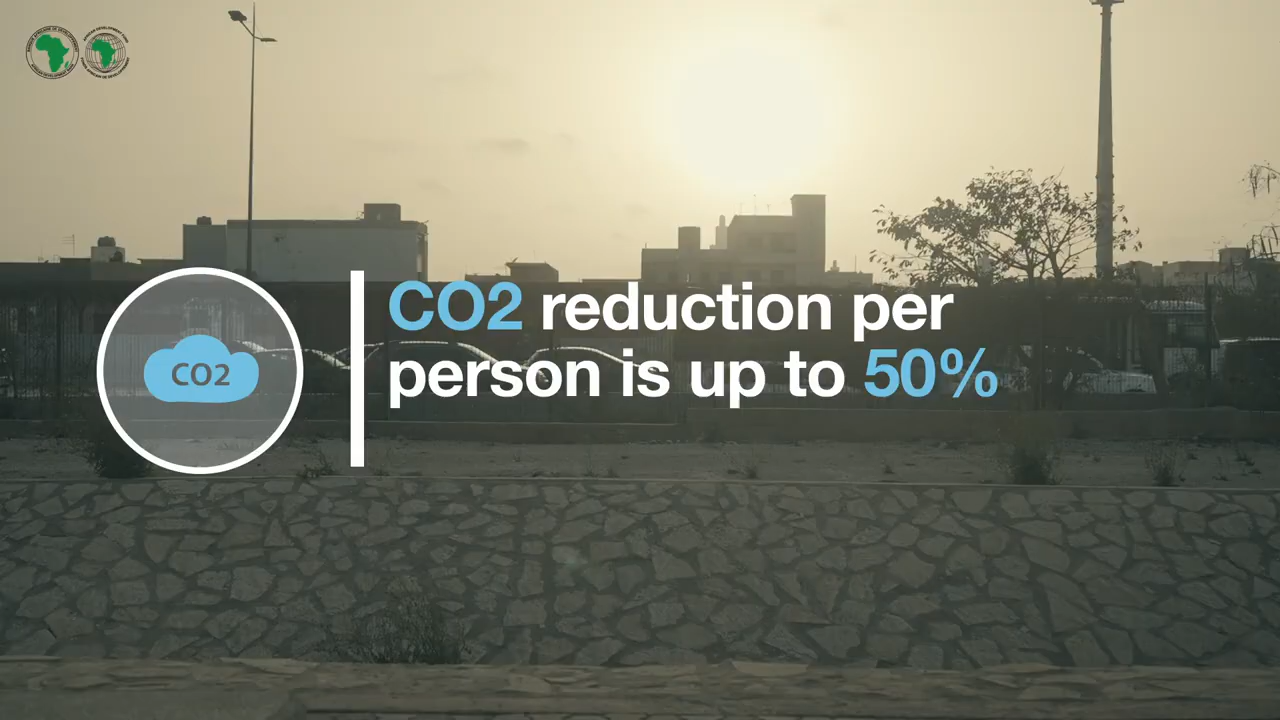 CO2
CO2 reduction per
person is up to 50%